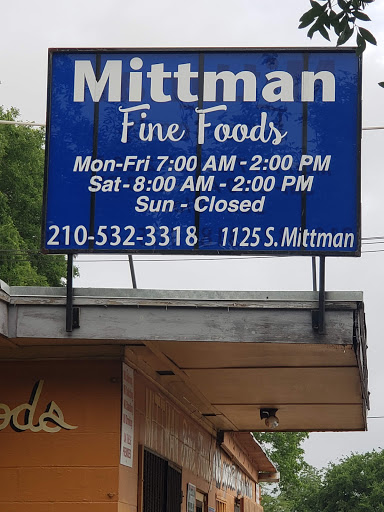 Mittman
Fine Foods
Mon-Fri 7:00 AM - 2:00 PM
Sat - 8:00 AM - 2:00 PM
Sun - Closed
210-532-3318 1125 S. Mittman
ods